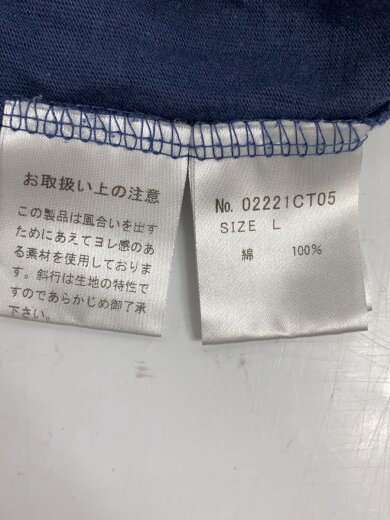 お取扱い上の注意
この製品は風合いを出す
ためにあえてヨレ感のあ
る素材を使用しておりま
す。斜行は生地の特性で
すのであらかじめ御了承
下さい。
No. 02221CT05
SIZE L
綿 100%